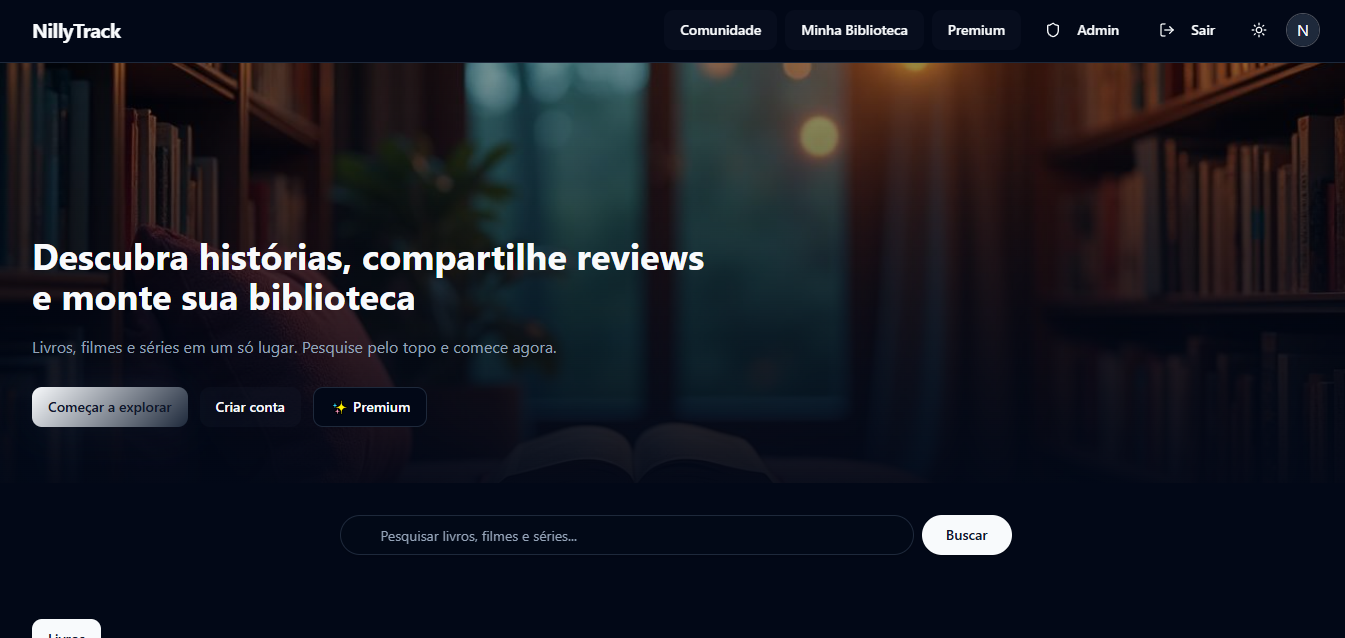 NillyTrack
Comunidade
Minha Biblioteca
Premium
Admin
Sair
N
Descubra histórias, compartilhe reviews
e monte sua biblioteca
Livros, filmes e séries em um só lugar. Pesquise pelo topo e comece agora.
Começar a explorar
Criar conta
✨ Premium
Pesquisar livros, filmes e séries...
Buscar
Livros